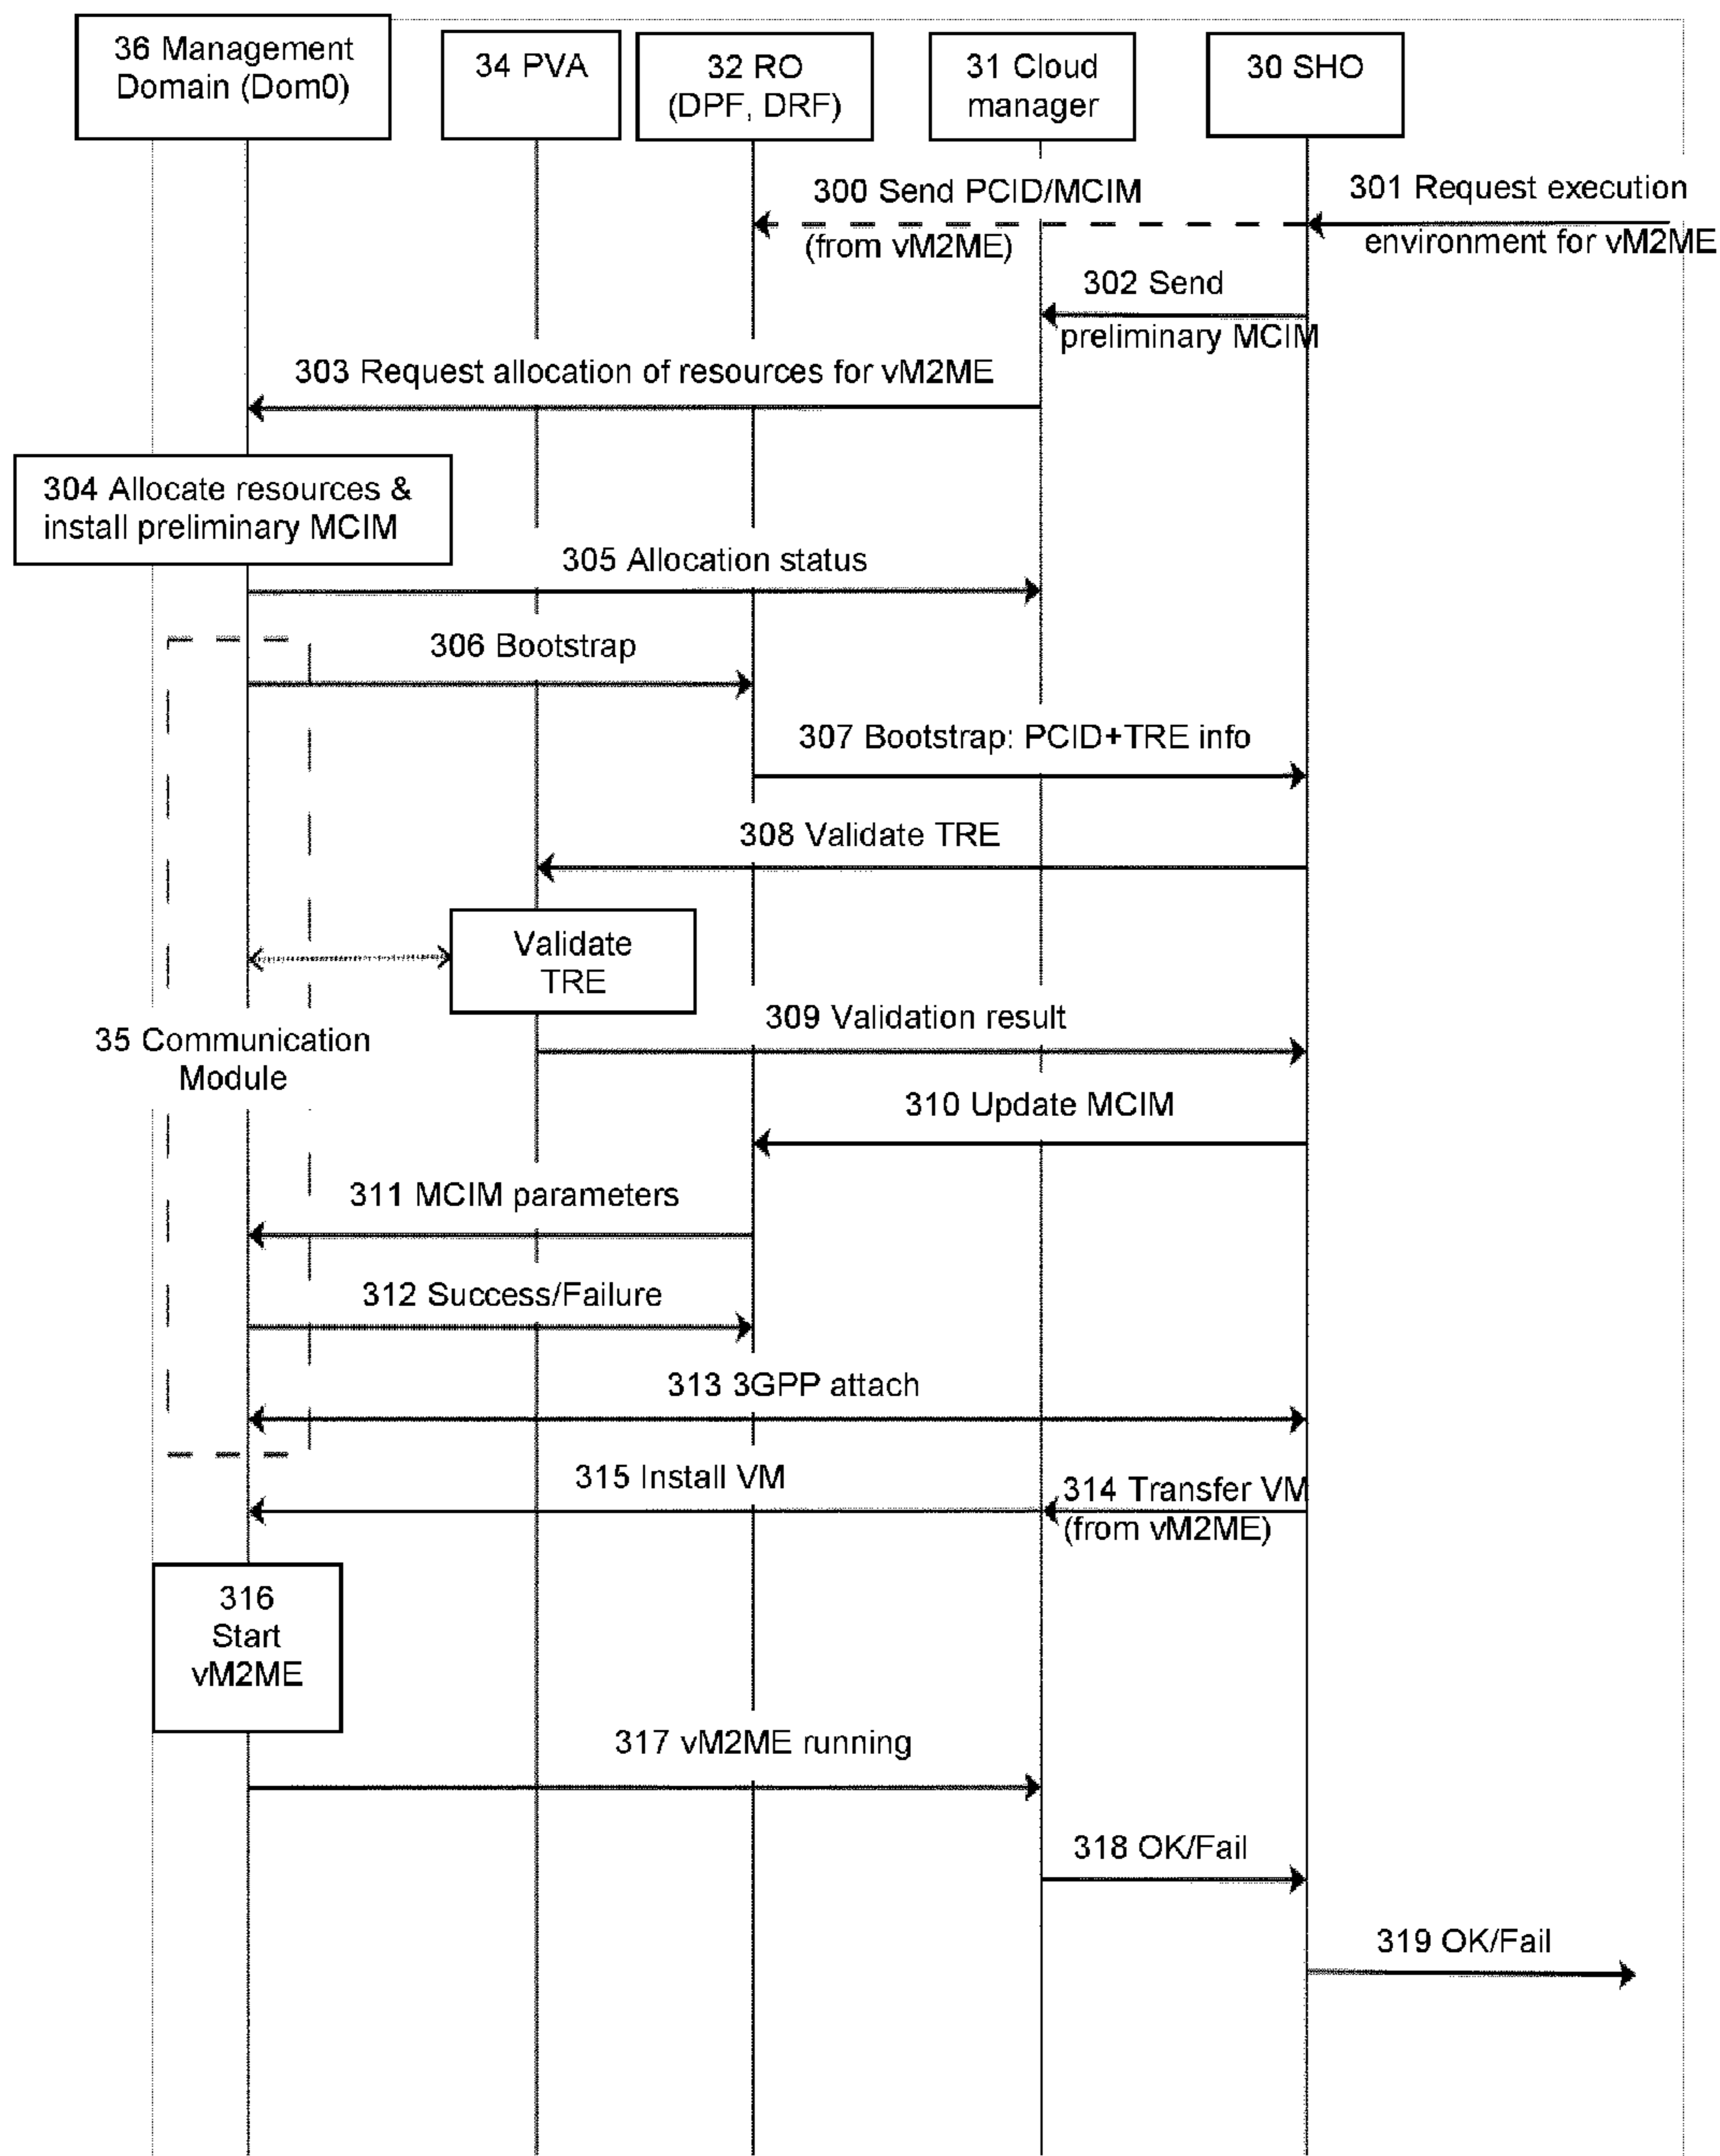 36 Management
Domain (Dom0)
34 PVA
32 RO
(DPF, DRF)
31 Cloud
manager
30 SHO
300 Send PCID/MCIM
(from vM2ME)
301 Request execution
environment for vM2ME
302 Send
preliminary MCIM
303 Request allocation of resources for vM2ME
304 Allocate resources &
install preliminary MCIM
305 Allocation status
306 Bootstrap
307 Bootstrap: PCID+TRE info
308 Validate TRE
Validate
TRE
309 Validation result
35 Communication
Module
310 Update MCIM
311 MCIM parameters
312 Success/Failure
313 3GPP attach
315 Install VM
314 Transfer VM
(from vM2ME)
316
Start
vM2ME
317 vM2ME running
318 OK/Fail
319 OK/Fail